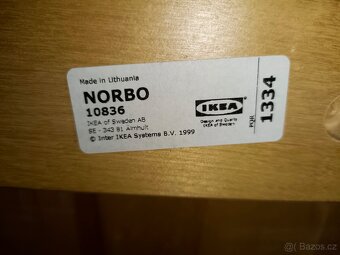 Made in Lithuania
NORBO
10836
IKEA of Sweden AB
SE - 343 81 Älmhult
© Inter IKEA Systems B.V. 1999
IKEA
Design and Quality
IKEA of Sweden
PQR
1334
bazos.cz